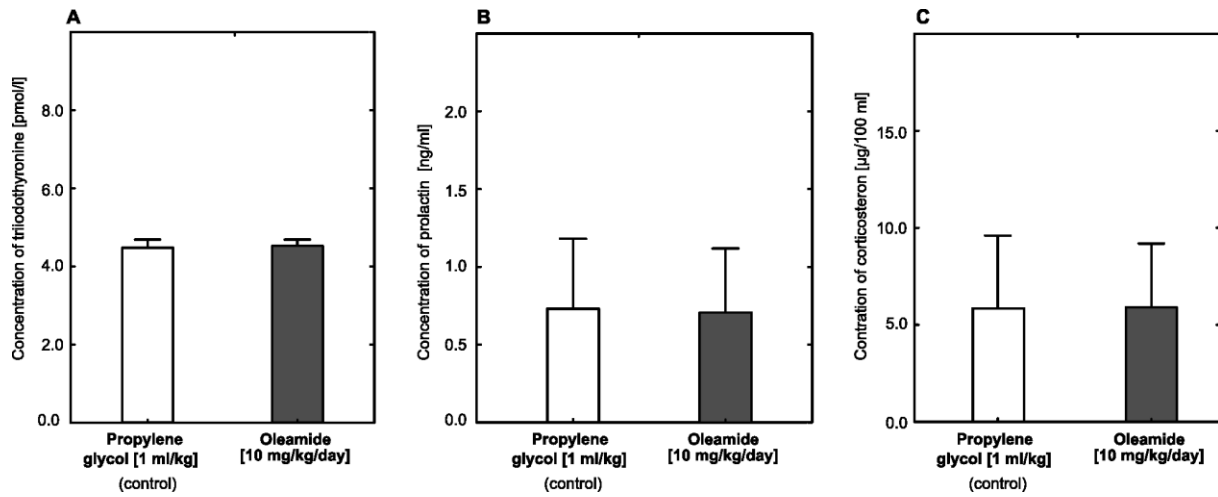 A
Concentration of triiodothyronine [pmol/l]
8.0
6.0
4.0
2.0
0.0
Propylene
glycol [1 ml/kg]
(control)
Oleamide
[10 mg/kg/day]
B
Concentration of prolactin [ng/ml]
2.0
1.5
1.0
0.5
0.0
Propylene
glycol [1 ml/kg]
(control)
Oleamide
[10 mg/kg/day]
C
Contration of corticosteron [µg/100 ml]
15.0
10.0
5.0
0.0
Propylene
glycol [1 ml/kg]
(control)
Oleamide
[10 mg/kg/day]